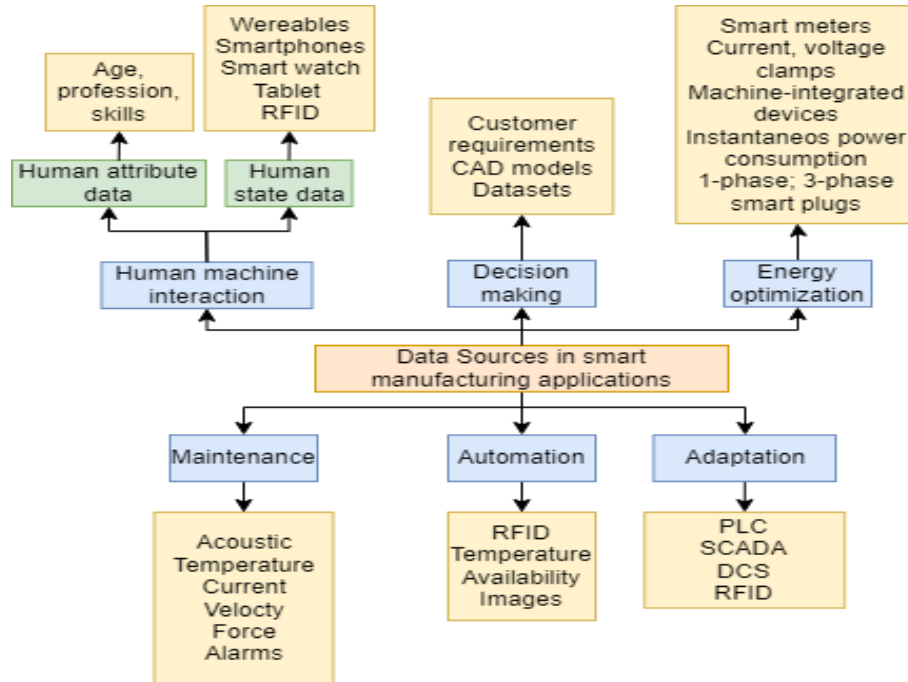 Wereables
Smartphones
Smart watch
Tablet
RFID
Age,
profession,
skills
Smart meters
Current, voltage
clamps
Machine-integrated
devices
Instantaneos power
consumption
1-phase; 3-phase
smart plugs
Customer
requirements
CAD models
Datasets
Human attribute
data
Human
state data
Human machine
interaction
Decision
making
Energy
optimization
Data Sources in smart
manufacturing applications
Maintenance
Automation
Adaptation
Acoustic
Temperature
Current
Velocty
Force
Alarms
RFID
Temperature
Availability
Images
PLC
SCADA
DCS
RFID